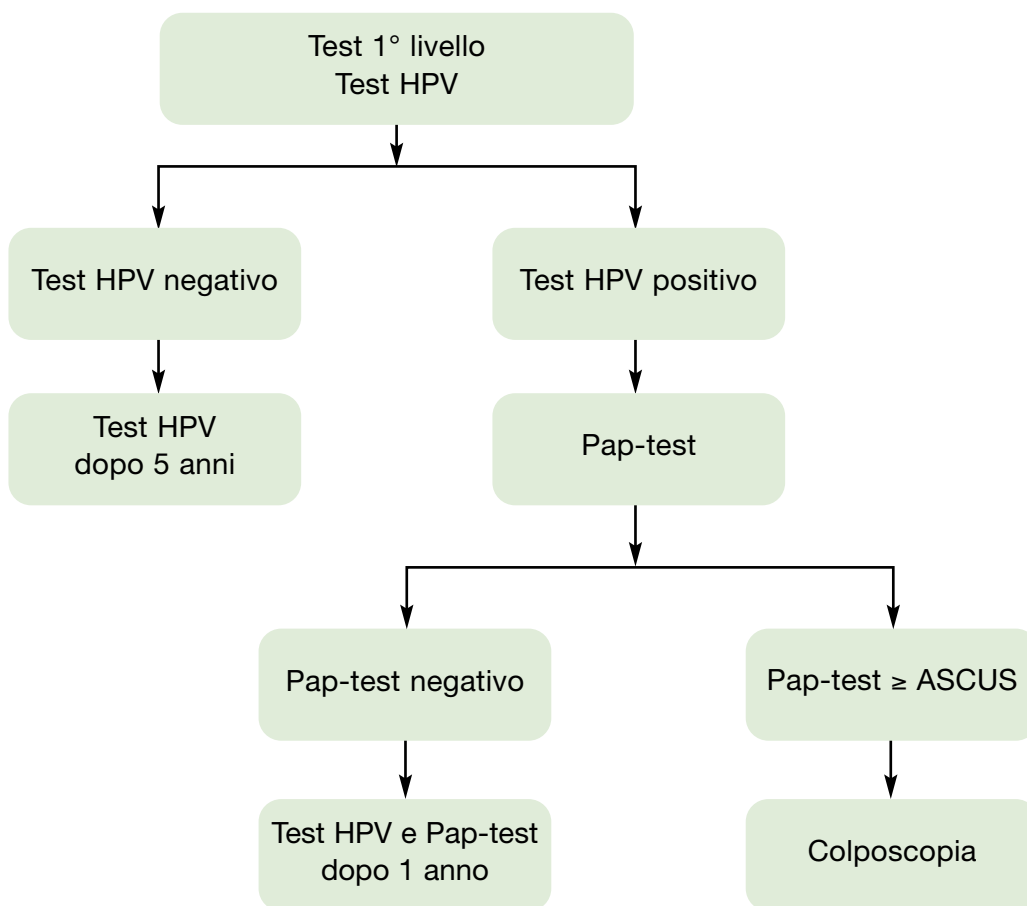 Test 1° livello
Test HPV
Test HPV negativo
Test HPV positivo
Test HPV
dopo 5 anni
Pap-test
Pap-test negativo
Pap-test ≥ ASCUS
Test HPV e Pap-test
dopo 1 anno
Colposcopia